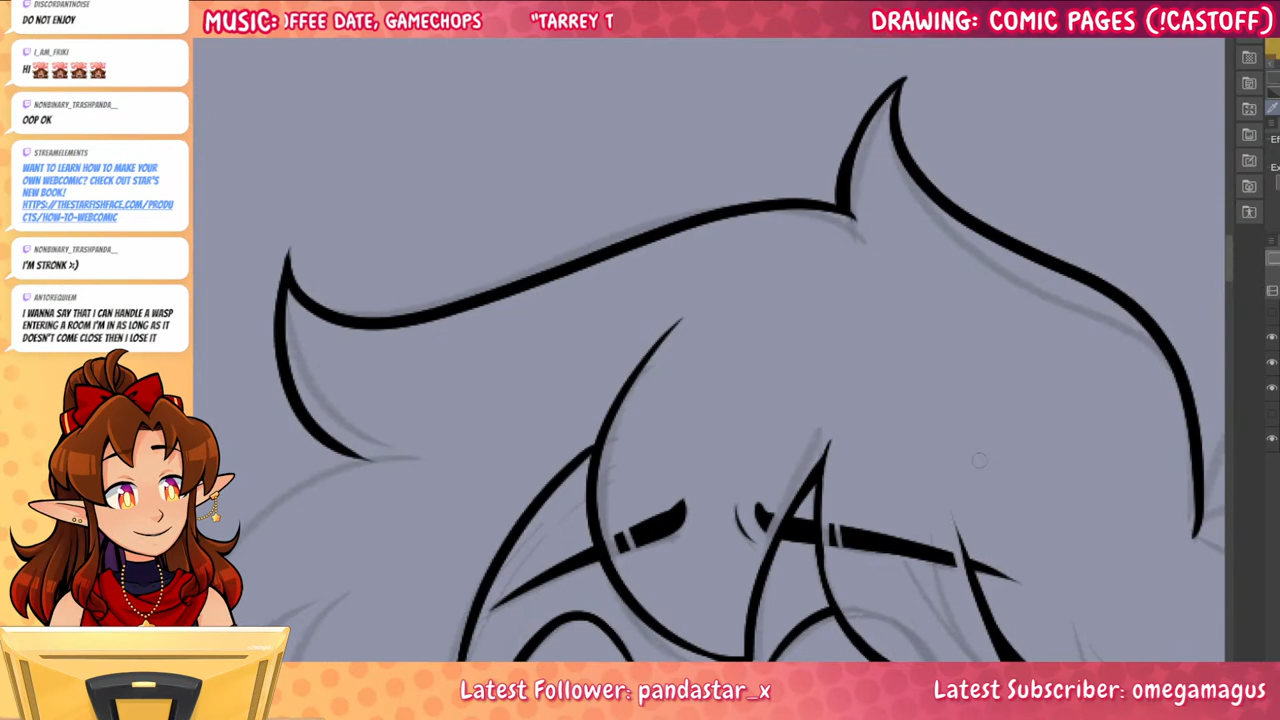 DISCORDANTNOISE
DO NOT ENJOY
MUSIC: OFFEE DATE, GAMECHOPS "TARREY T
DRAWING: COMIC PAGES (!CASTOFF)
I_AM_FRIKI
HI
NONBINARY_TRASHPANDA__
OOP OK
STREAMELEMENTS
WANT TO LEARN HOW TO MAKE YOUR
OWN WEBCOMIC? CHECK OUT STAR'S
NEW BOOK!
HTTPS://THESTARFISHFACE.COM/PRODU
CTS/HOW-TO-WEBCOMIC
NONBINARY_TRASHPANDA__
I'M STRONK >:)
ANTOREQUIEM
I WANNA SAY THAT I CAN HANDLE A WASP
ENTERING A ROOM I'M IN AS LONG AS IT
DOESN'T COME CLOSE THEN I LOSE IT
Latest Follower: pandastar_x
Latest Subscriber: omegamagus